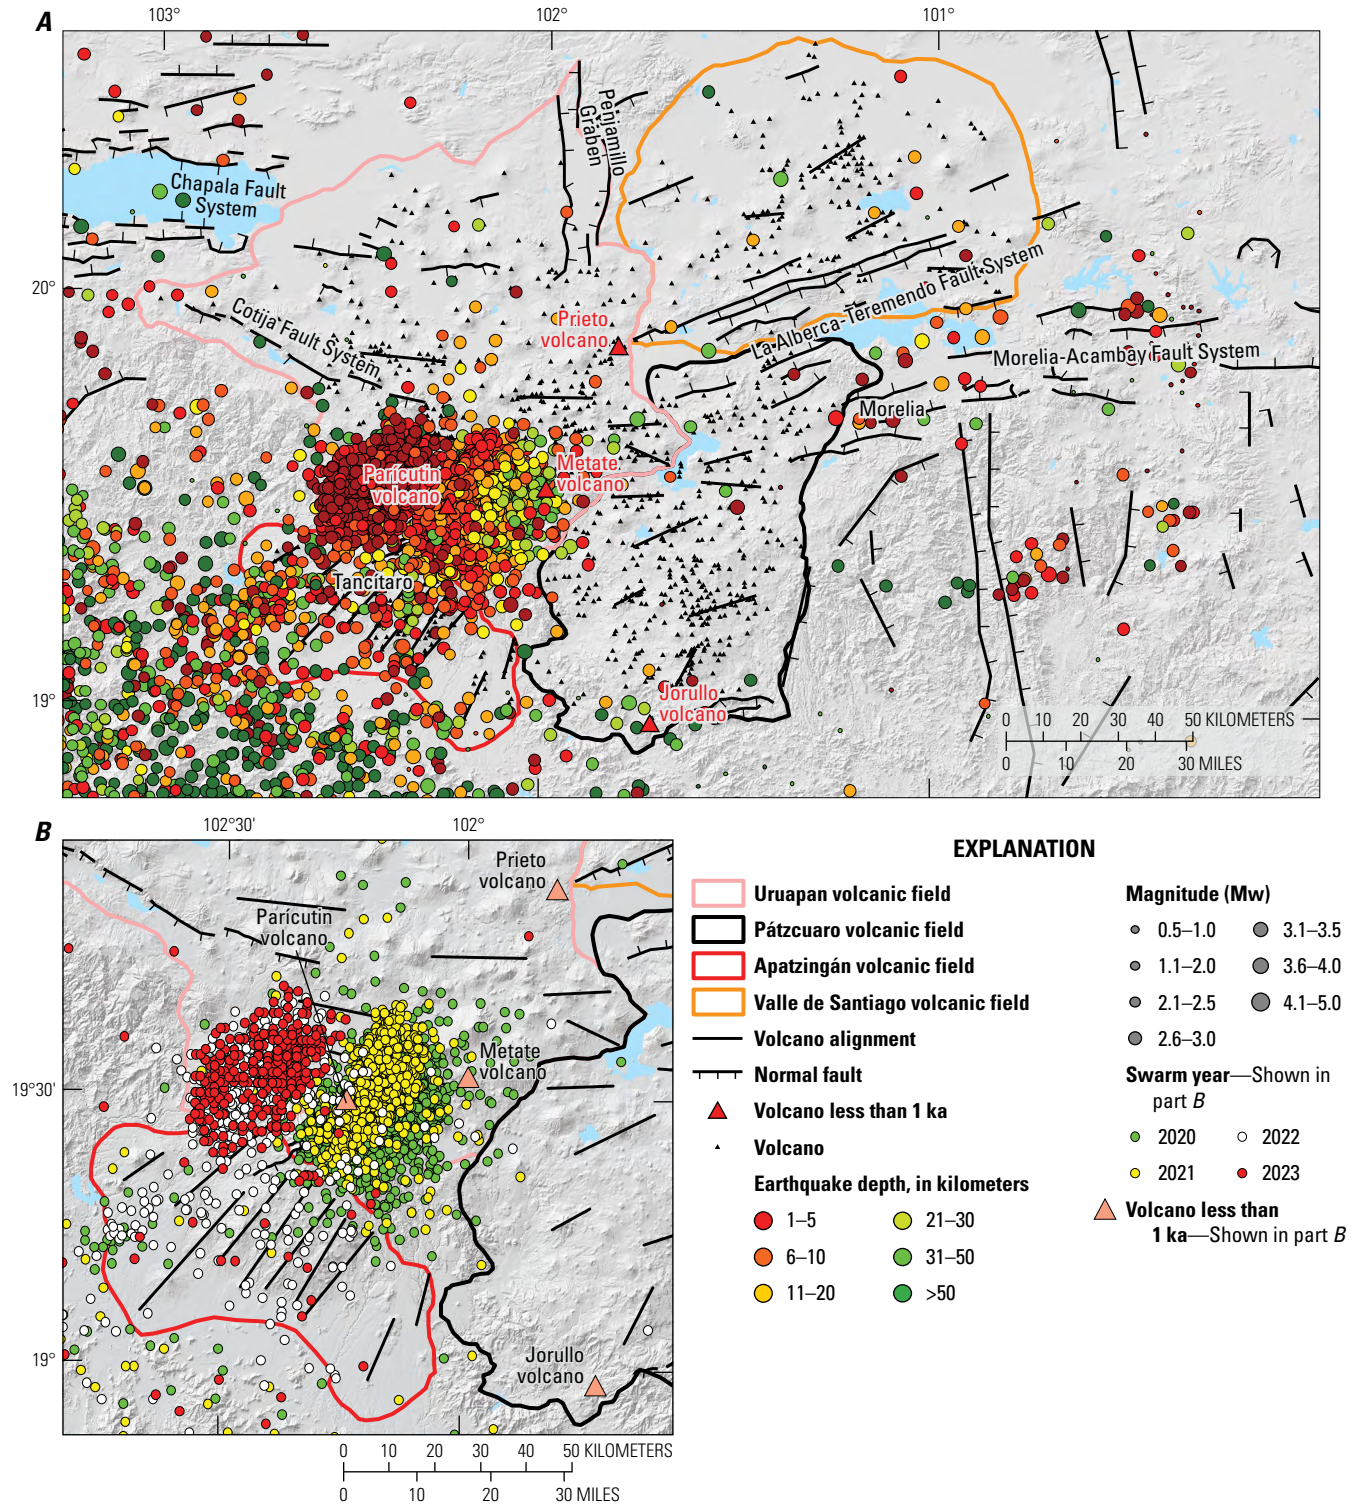 A
103°
102°
101°
Penjamillo
Graben
Chapala Fault
System
20°
Cotija Fault System
Prieto
volcano
La Alberca-Teremendo Fault System
Morelia-Acambay Fault System
Morelia
Parícutin
volcano
Metate
volcano
Tancítaro
19°
Jorullo
volcano
0 10 20 30 40 50 KILOMETERS
0 10 20 30 MILES
B
102°30'
102°
Prieto
volcano
Parícutin
volcano
Metate
volcano
19°30'
19°
Jorullo
volcano
0 10 20 30 40 50 KILOMETERS
0 10 20 30 MILES
EXPLANATION
Uruapan volcanic field
Pátzcuaro volcanic field
Apatzingán volcanic field
Valle de Santiago volcanic field
Volcano alignment
Normal fault
Volcano less than 1 ka
Volcano
Earthquake depth, in kilometers
1–5
21–30
6–10
31–50
11–20
>50
Magnitude (Mw)
0.5–1.0
3.1–3.5
1.1–2.0
3.6–4.0
2.1–2.5
4.1–5.0
2.6–3.0
Swarm year—Shown in
part B
2020
2022
2021
2023
Volcano less than
1 ka—Shown in part B